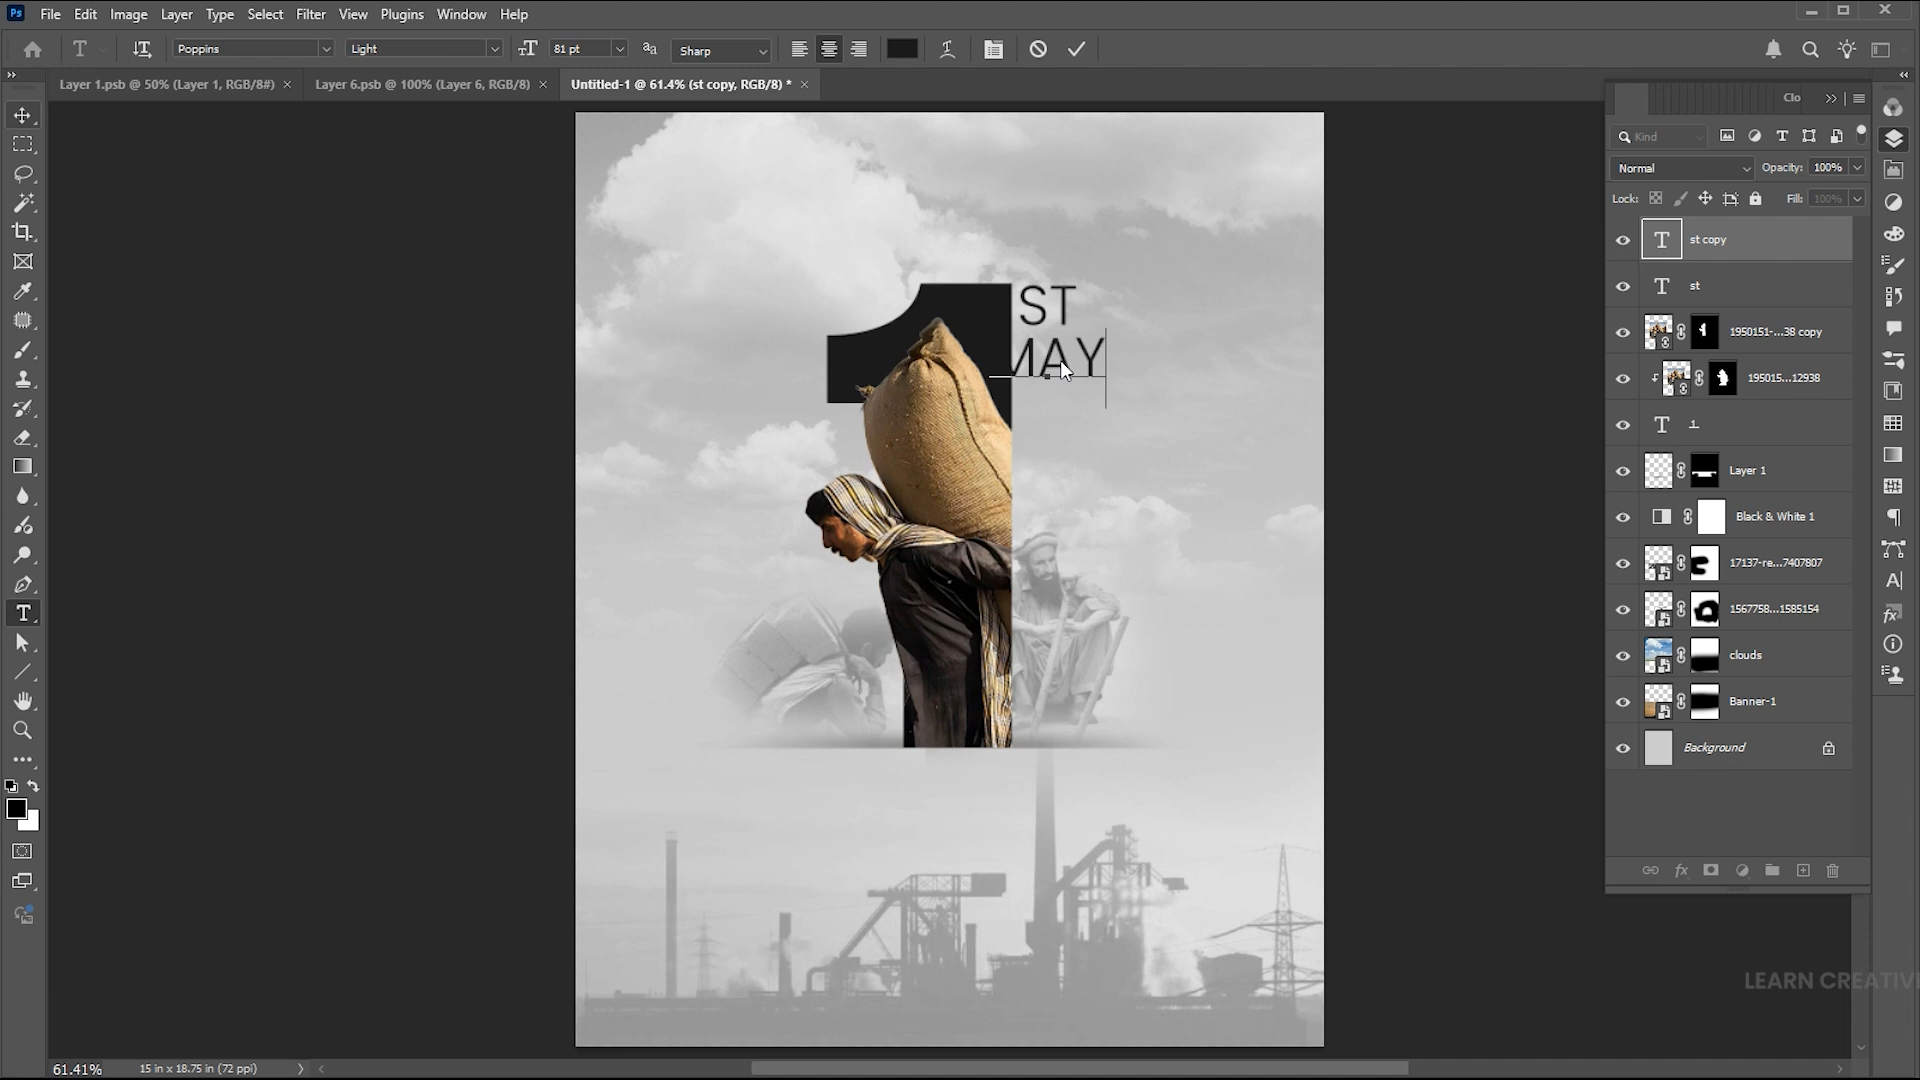 Ps File Edit Image Layer Type Select Filter View Plugins Window Help
T Poppins Light 81 pt aa Sharp
Layer 1.psb @ 50% (Layer 1, RGB/8#) × Layer 6.psb @ 100% (Layer 6, RGB/8) × Untitled-1 @ 61.4% (st copy, RGB/8) * ×
Clo
Kind
Normal Opacity: 100%
Lock: Fill: 100%
T st copy
T st
1950151-...38 copy
195015...12938
T 1
Layer 1
Black & White 1
17137-re...7407807
1567758...1585154
clouds
Banner-1
Background
fx
1
ST
MAY
LEARN CREATIV
61.41% 15 in x 18.75 in (72 ppi)